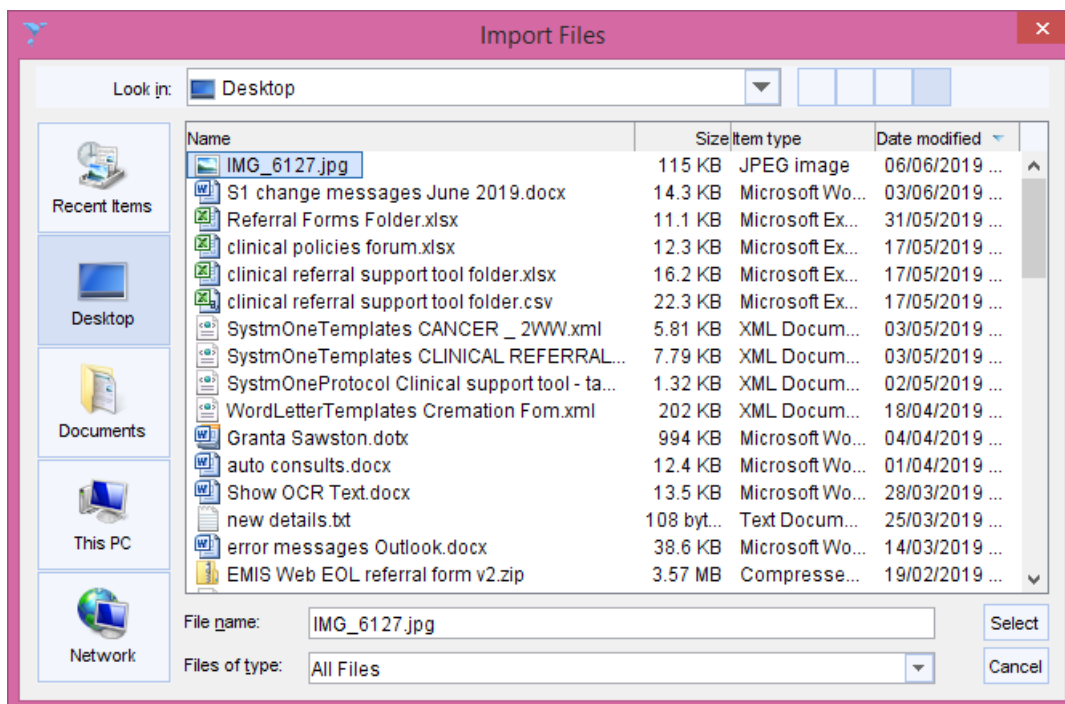 Import Files
Look in: Desktop
Name Size Item type Date modified
IMG_6127.jpg 115 KB JPEG image 06/06/2019 ...
S1 change messages June 2019.docx 14.3 KB Microsoft Wo... 03/06/2019 ...
Referral Forms Folder.xlsx 11.1 KB Microsoft Ex... 31/05/2019 ...
clinical policies forum.xlsx 12.3 KB Microsoft Ex... 17/05/2019 ...
clinical referral support tool folder.xlsx 16.2 KB Microsoft Ex... 17/05/2019 ...
clinical referral support tool folder.csv 22.3 KB Microsoft Ex... 17/05/2019 ...
SystmOneTemplates CANCER _ 2WW.xml 5.81 KB XML Docum... 03/05/2019 ...
SystmOneTemplates CLINICAL REFERRAL... 7.79 KB XML Docum... 03/05/2019 ...
SystmOneProtocol Clinical support tool - ta... 1.32 KB XML Docum... 02/05/2019 ...
WordLetterTemplates Cremation Fom.xml 202 KB XML Docum... 18/04/2019 ...
Granta Sawston.dotx 994 KB Microsoft Wo... 04/04/2019 ...
auto consults.docx 12.4 KB Microsoft Wo... 01/04/2019 ...
Show OCR Text.docx 13.5 KB Microsoft Wo... 28/03/2019 ...
new details.txt 108 byt... Text Docum... 25/03/2019 ...
error messages Outlook.docx 38.6 KB Microsoft Wo... 14/03/2019 ...
EMIS Web EOL referral form v2.zip 3.57 MB Compresse... 19/02/2019 ...
Recent Items
Desktop
Documents
This PC
Network
File name: IMG_6127.jpg Select
Files of type: All Files Cancel